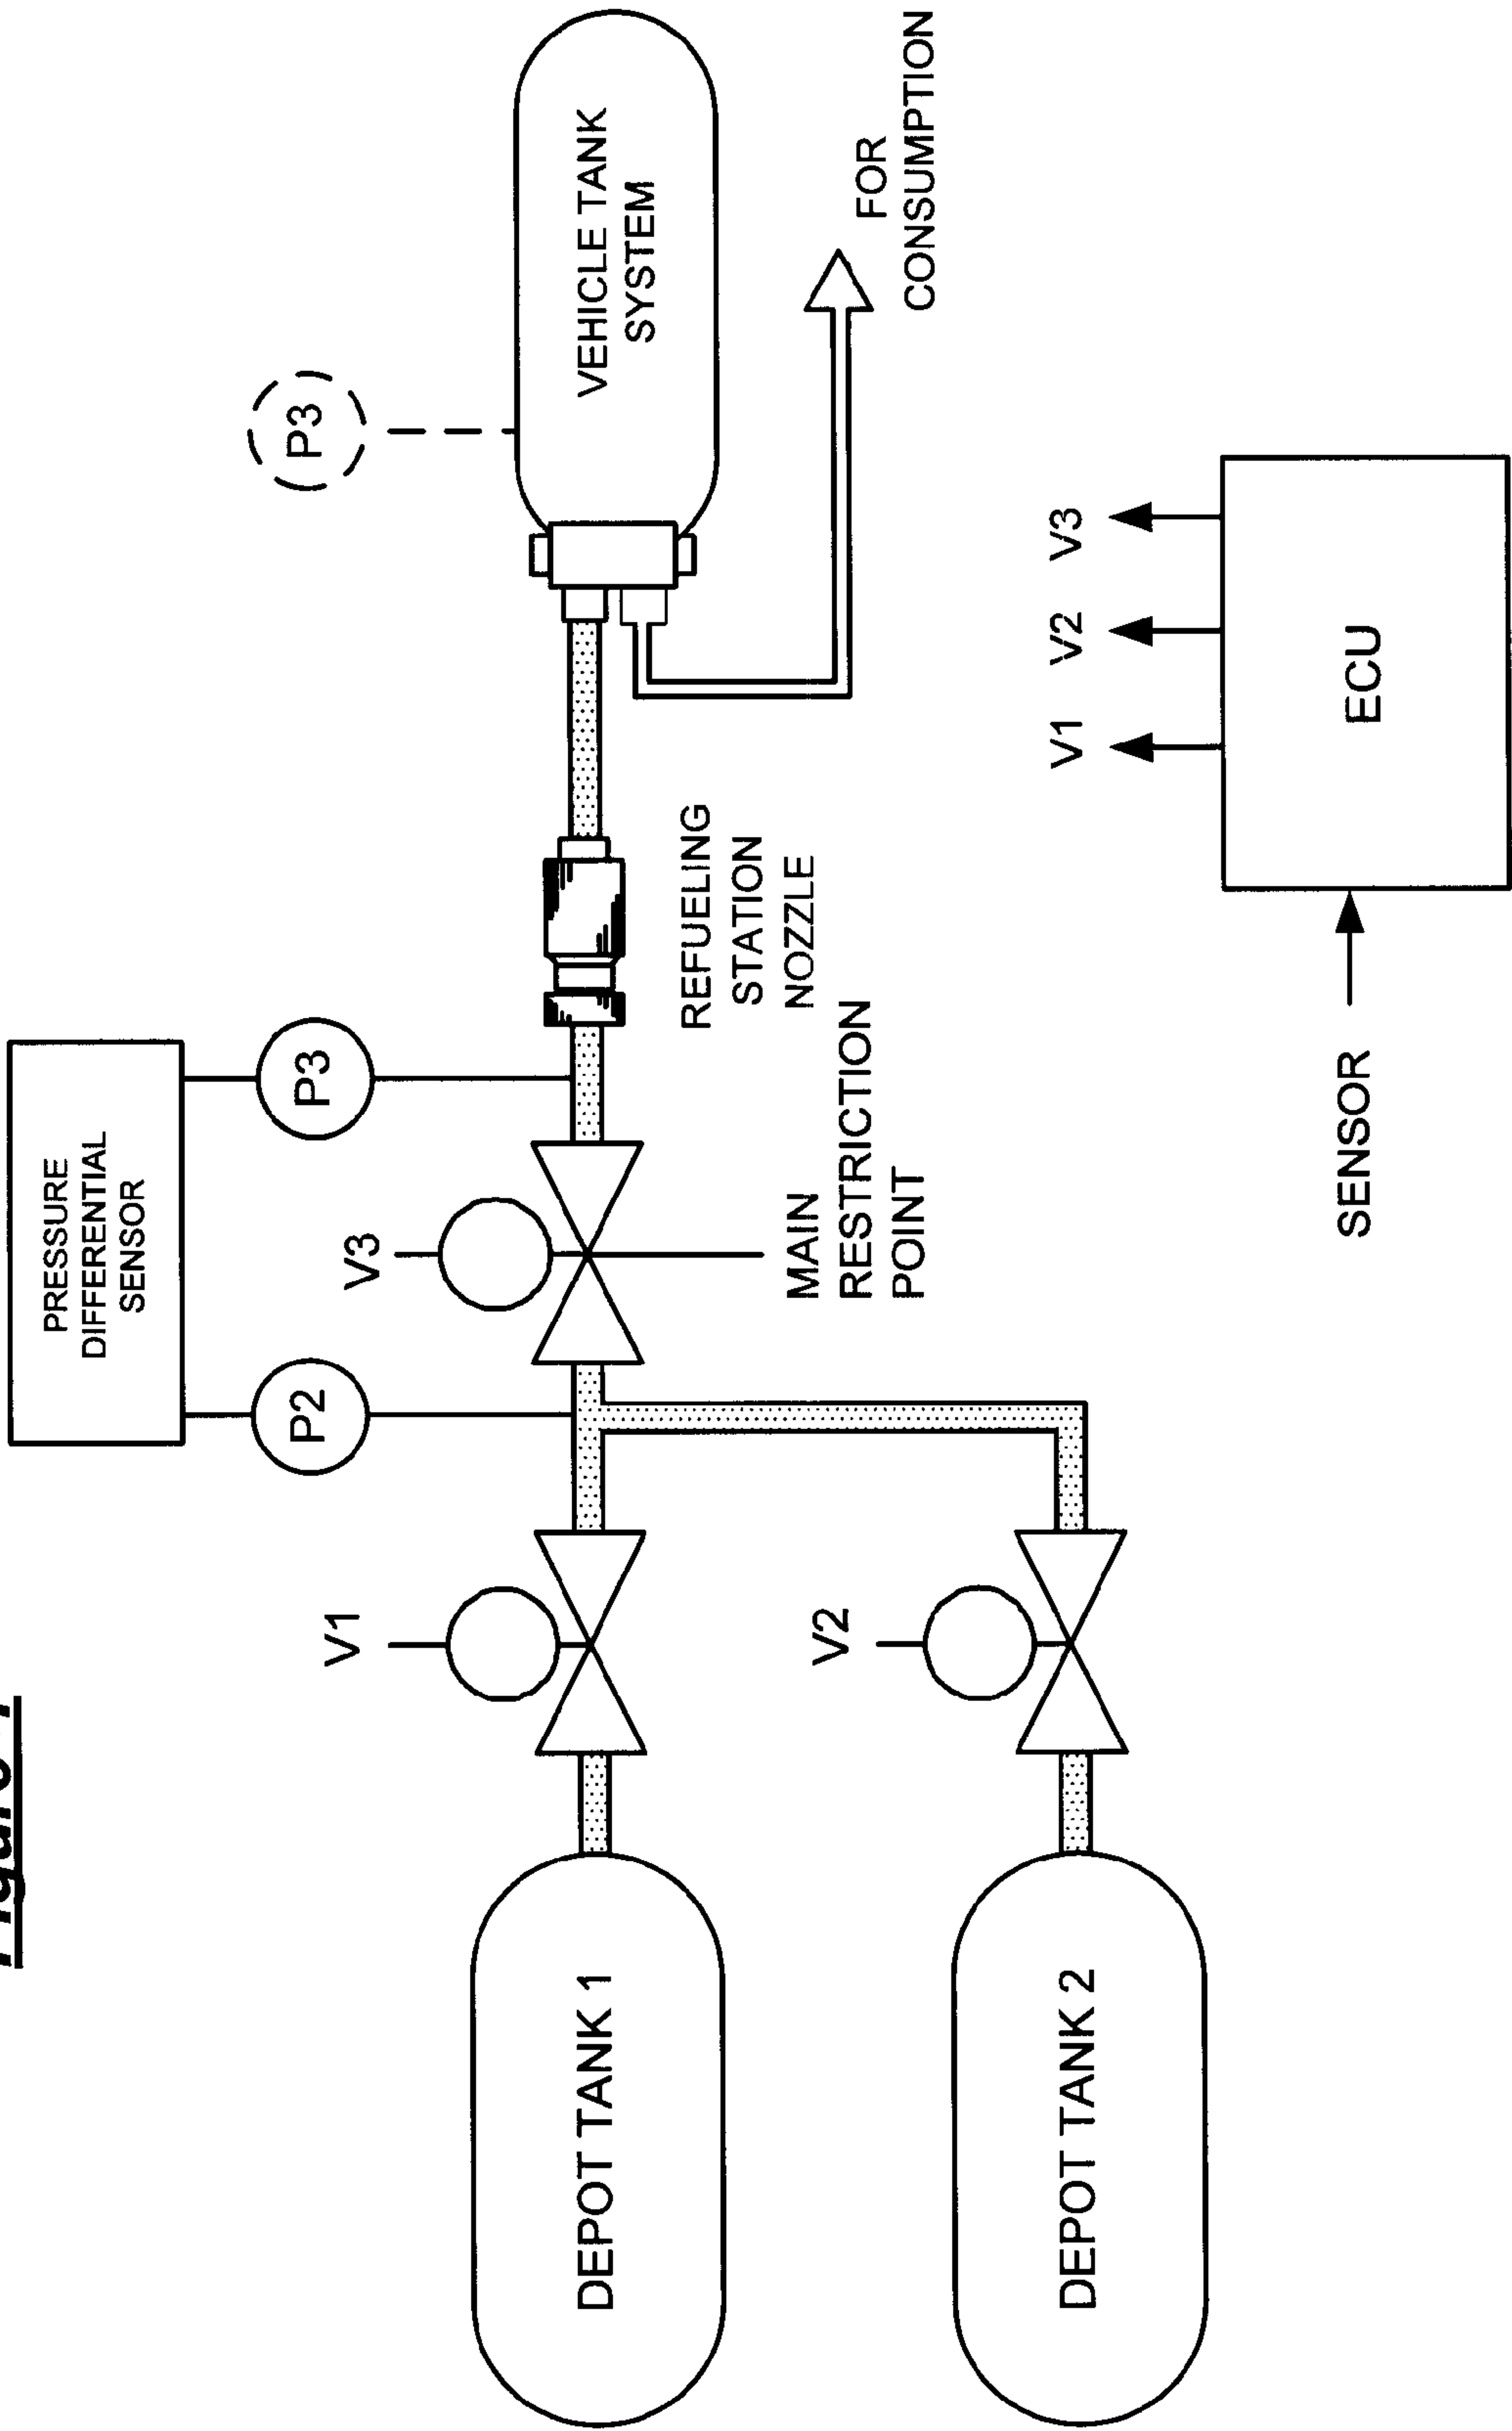 Figure
PRESSURE
DIFFERENTIAL
SENSOR
P2
P3
P3
V1
V3
DEPOT TANK 1
VEHICLE TANK
SYSTEM
REFUELING
STATION
NOZZLE
MAIN
RESTRICTION
POINT
V2
FOR
CONSUMPTION
DEPOT TANK 2
V1
V2
V3
SENSOR
ECU